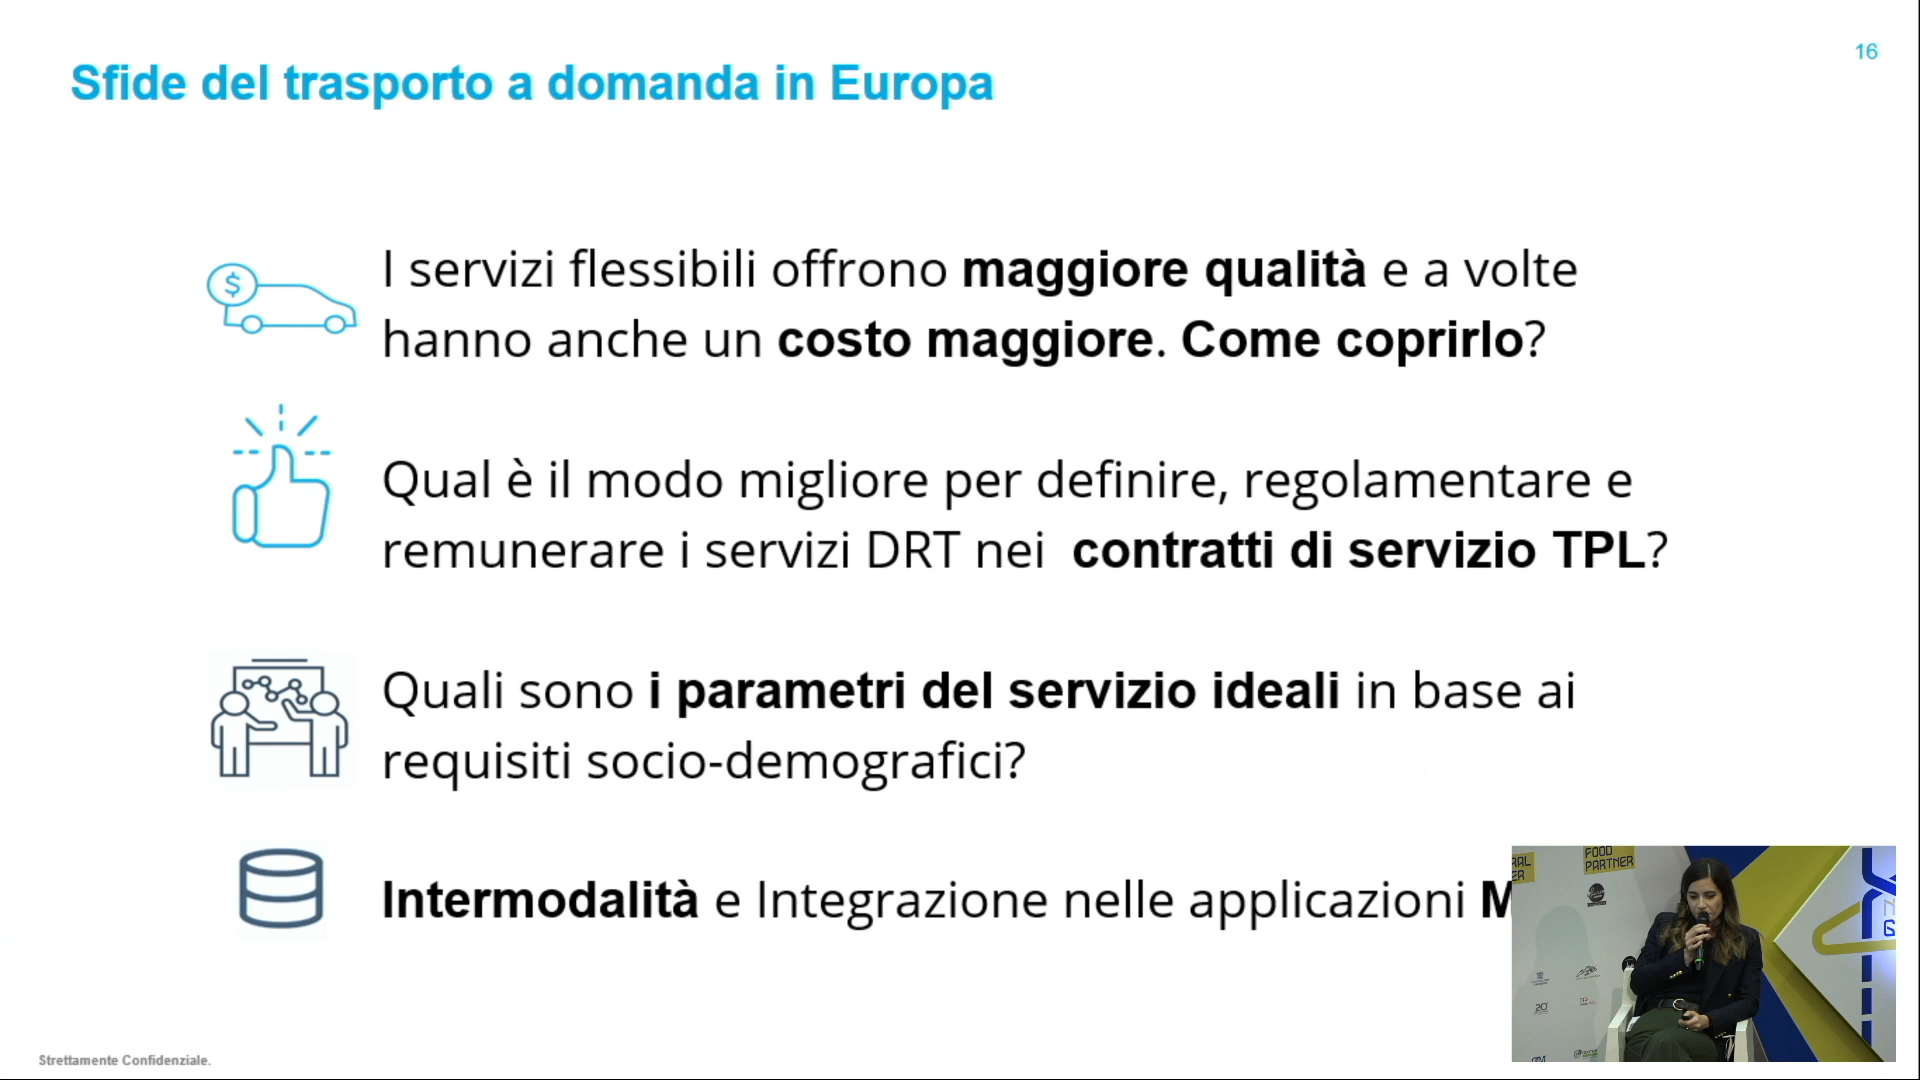 16
Sfide del trasporto a domanda in Europa
$
I servizi flessibili offrono maggiore qualità e a volte
hanno anche un costo maggiore. Come coprirlo?
Qual è il modo migliore per definire, regolamentare e
remunerare i servizi DRT nei contratti di servizio TPL?
Quali sono i parametri del servizio ideali in base ai
requisiti socio-demografici?
Intermodalità e Integrazione nelle applicazioni
FOOD
PARTNER
Strettamente Confidenziale.